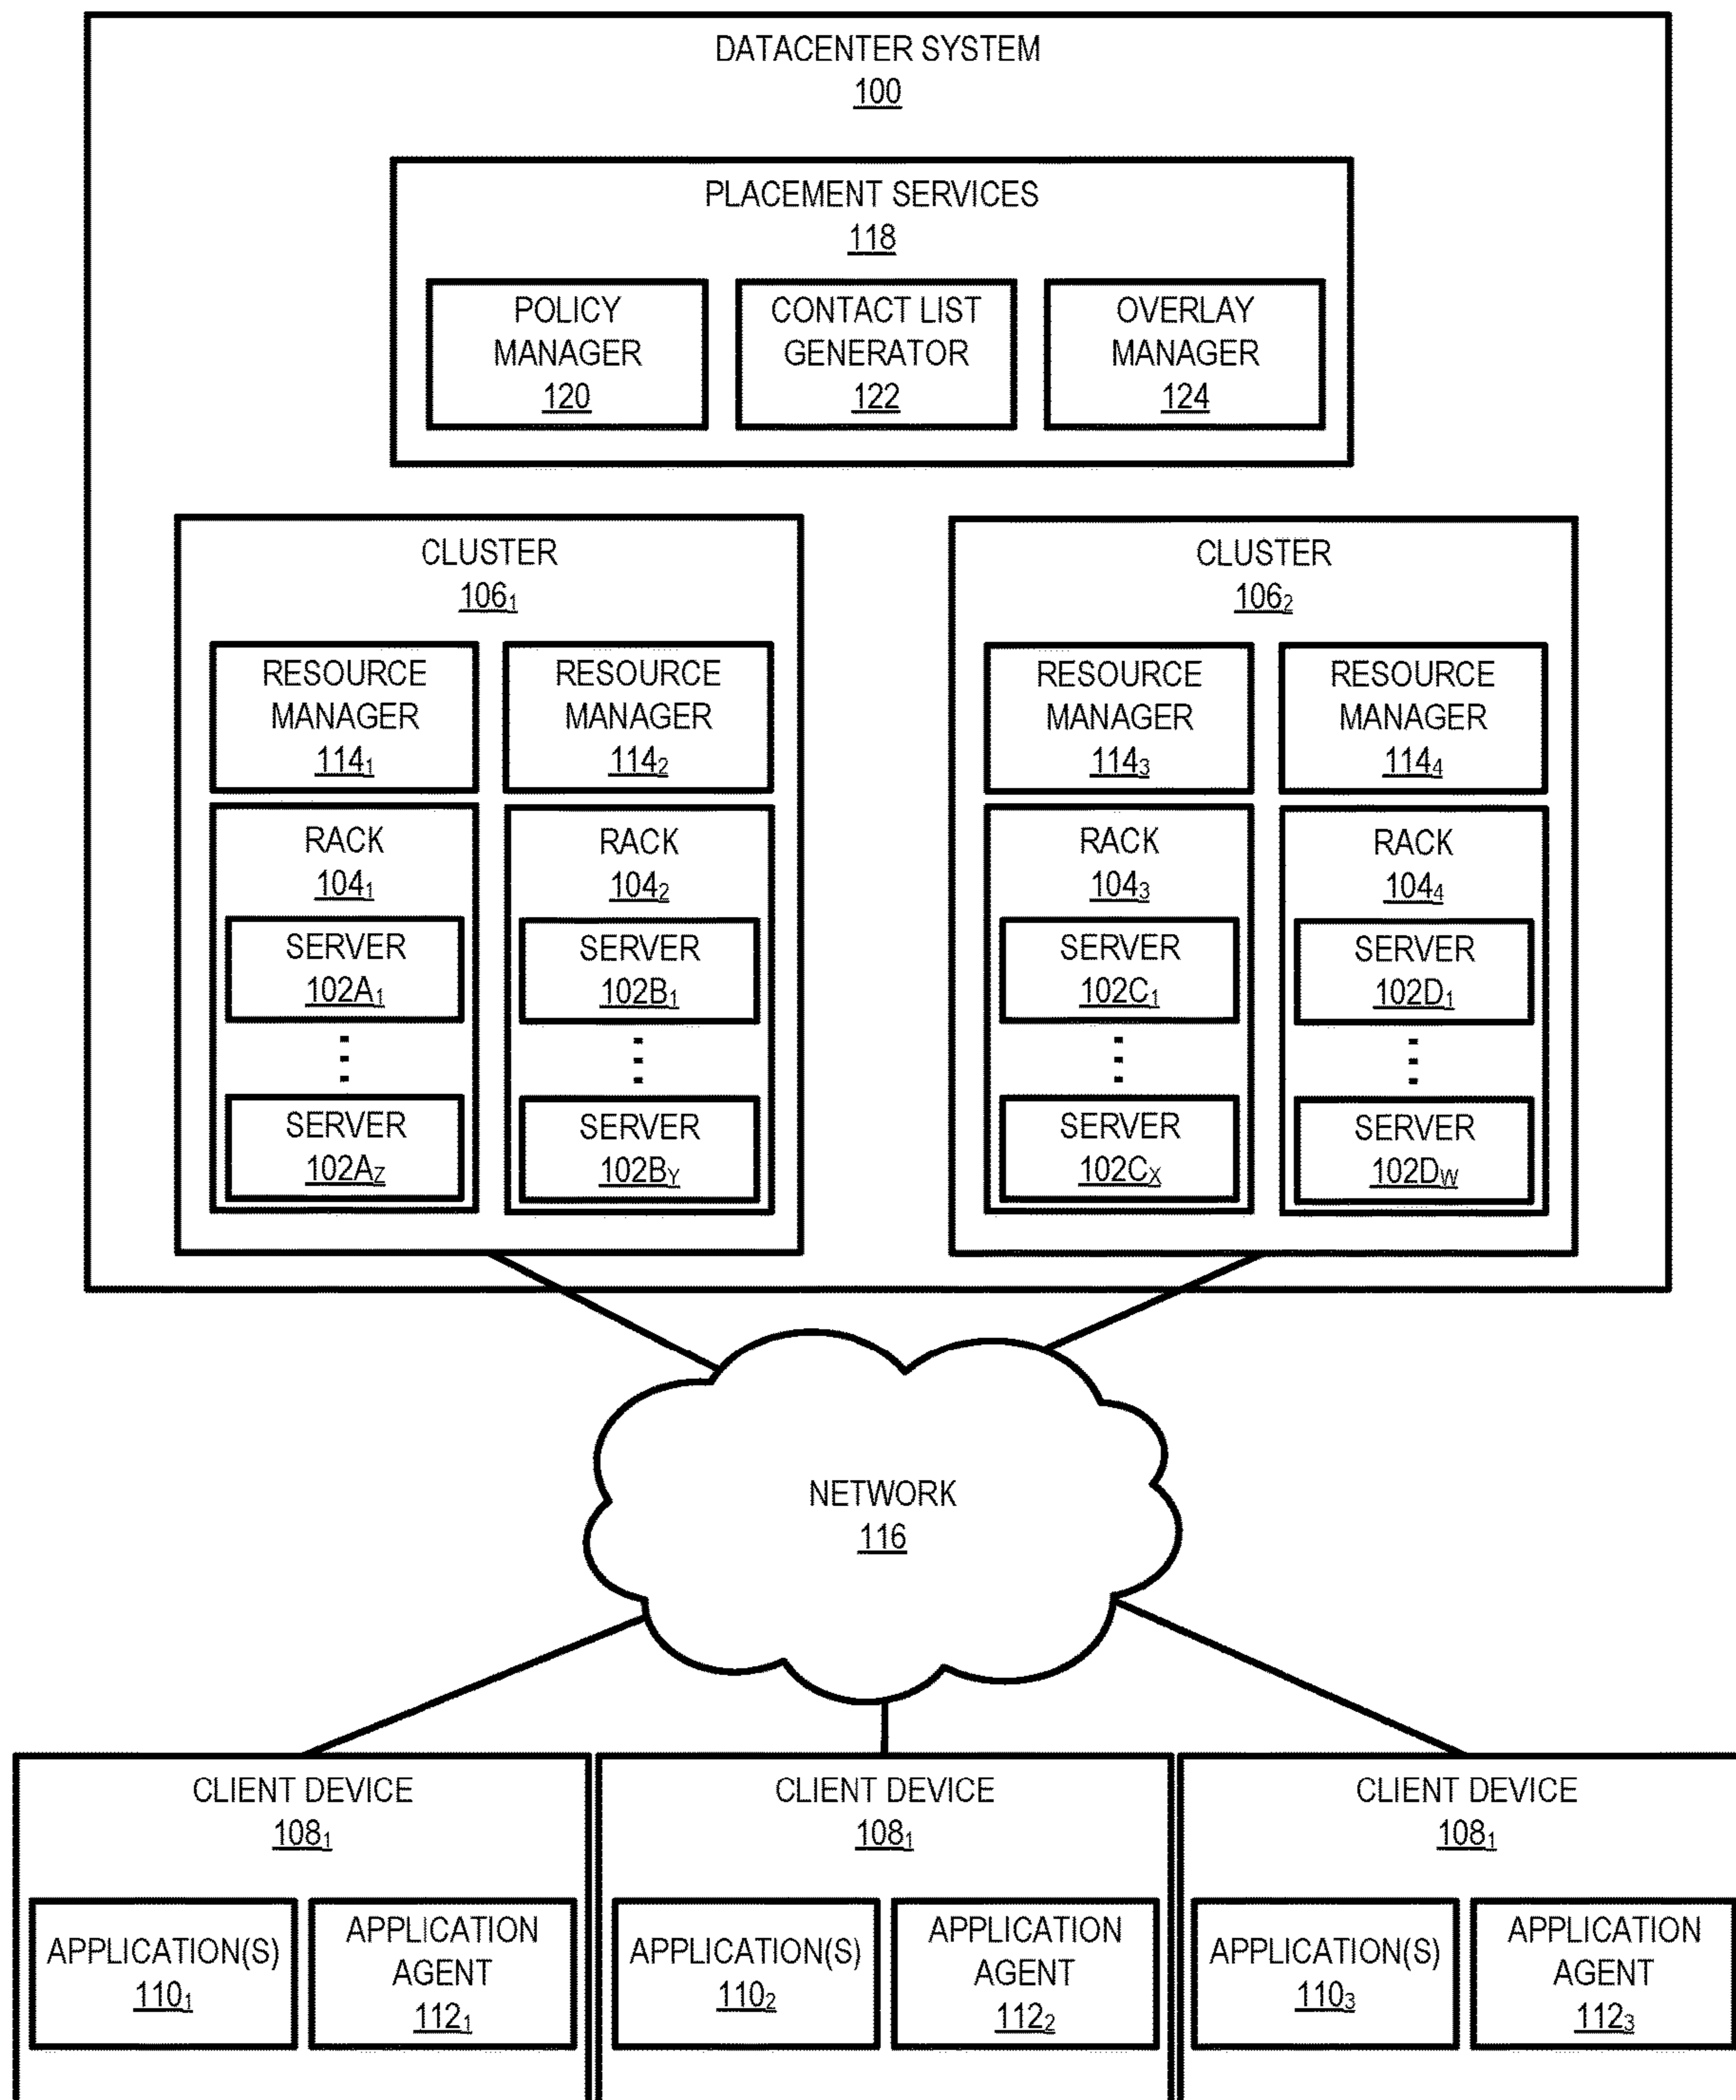 DATACENTER SYSTEM
100
PLACEMENT SERVICES
118
POLICY
MANAGER
120
CONTACT LIST
GENERATOR
122
OVERLAY
MANAGER
124
CLUSTER
106₁
RESOURCE
MANAGER
114₁
RESOURCE
MANAGER
114₂
RACK
104₁
SERVER
102A₁
SERVER
102A_Z
RACK
104₂
SERVER
102B₁
SERVER
102B_Y
CLUSTER
106₂
RESOURCE
MANAGER
114₃
RESOURCE
MANAGER
114₄
RACK
104₃
SERVER
102C₁
SERVER
102C_X
RACK
104₄
SERVER
102D₁
SERVER
102D_W
NETWORK
116
CLIENT DEVICE
108₁
APPLICATION(S)
110₁
APPLICATION
AGENT
112₁
CLIENT DEVICE
108₁
APPLICATION(S)
110₂
APPLICATION
AGENT
112₂
CLIENT DEVICE
108₁
APPLICATION(S)
110₃
APPLICATION
AGENT
112₃